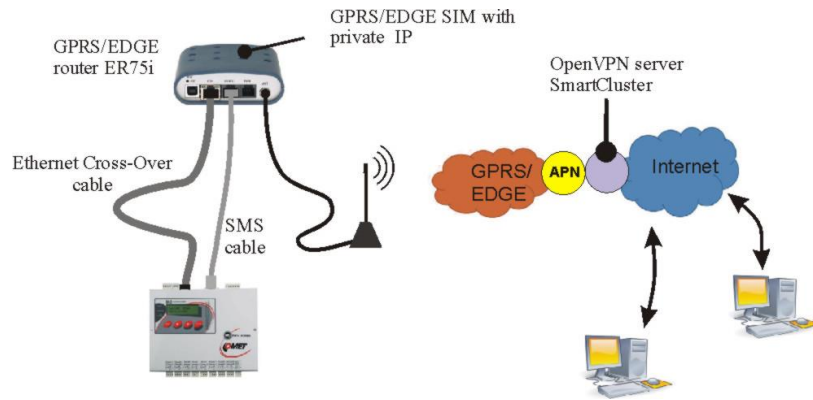 GPRS/EDGE SIM with
private IP
GPRS/EDGE
router ER75i
OpenVPN server
SmartCluster
Ethernet Cross-Over
cable
SMS
cable
GPRS/
EDGE
APN
Internet
COMET